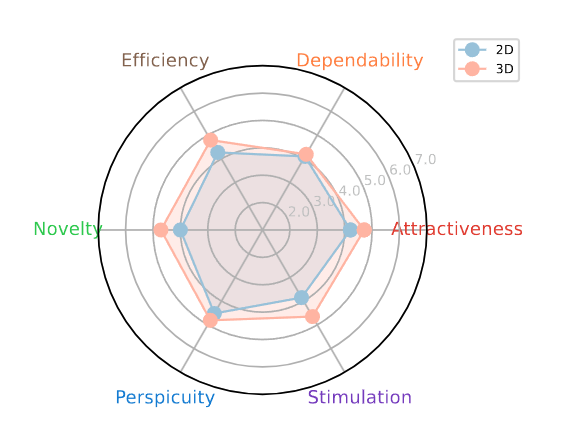 2D
3D
Efficiency
Dependability
7.0
6.0
5.0
4.0
3.0
2.0
Novelty
Attractiveness
Perspicuity
Stimulation